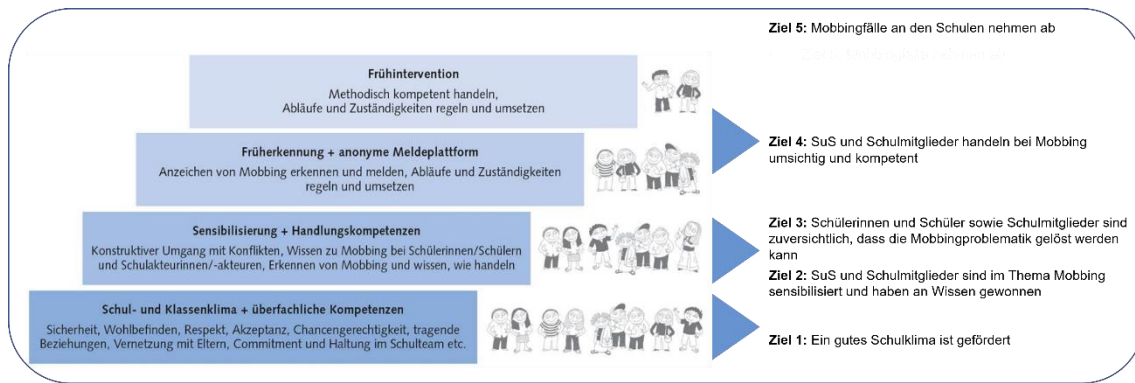 Ziel 5: Mobbingfälle an den Schulen nehmen ab
Frühintervention
Methodisch kompetent handeln,
Abläufe und Zuständigkeiten regeln und umsetzen
Früherkennung + anonyme Meldeplattform
Anzeichen von Mobbing erkennen und melden, Abläufe und Zuständigkeiten
regeln und umsetzen
Ziel 4: SuS und Schulmitglieder handeln bei Mobbing
umsichtig und kompetent
Sensibilisierung + Handlungskompetenzen
Konstruktiver Umgang mit Konflikten, Wissen zu Mobbing bei Schülerinnen/Schülern
und Schulakteurinnen/-akteuren, Erkennen von Mobbing und wissen, wie handeln
Ziel 3: Schülerinnen und Schüler sowie Schulmitglieder sind
zuversichtlich, dass die Mobbingproblematik gelöst werden
kann
Ziel 2: SuS und Schulmitglieder sind im Thema Mobbing
sensibilisiert und haben an Wissen gewonnen
Schul- und Klassenklima + überfachliche Kompetenzen
Sicherheit, Wohlbefinden, Respekt, Akzeptanz, Chancengerechtigkeit, tragende
Beziehungen, Vernetzung mit Eltern, Commitment und Haltung im Schulteam etc.
Ziel 1: Ein gutes Schulklima ist gefördert